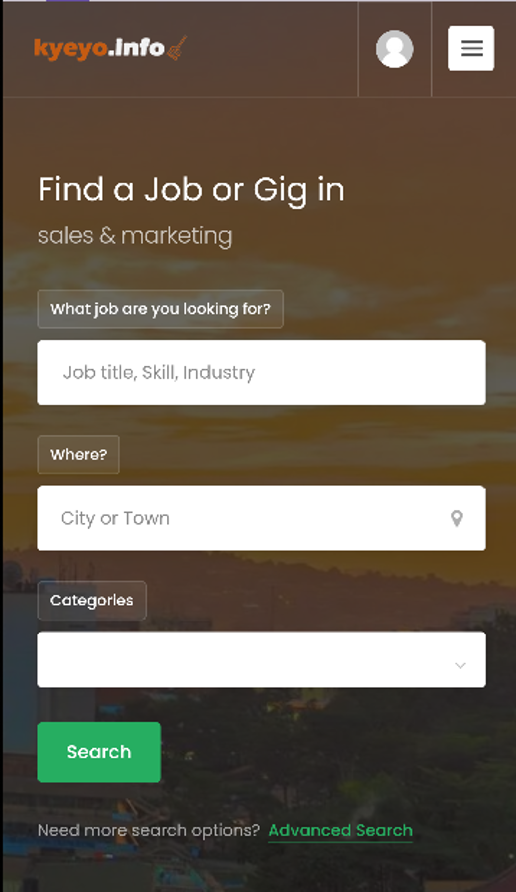 kyeyo.info
Find a Job or Gig in
sales & marketing
What job are you looking for?
Job title, Skill, Industry
Where?
City or Town
Categories
Search
Need more search options? Advanced Search